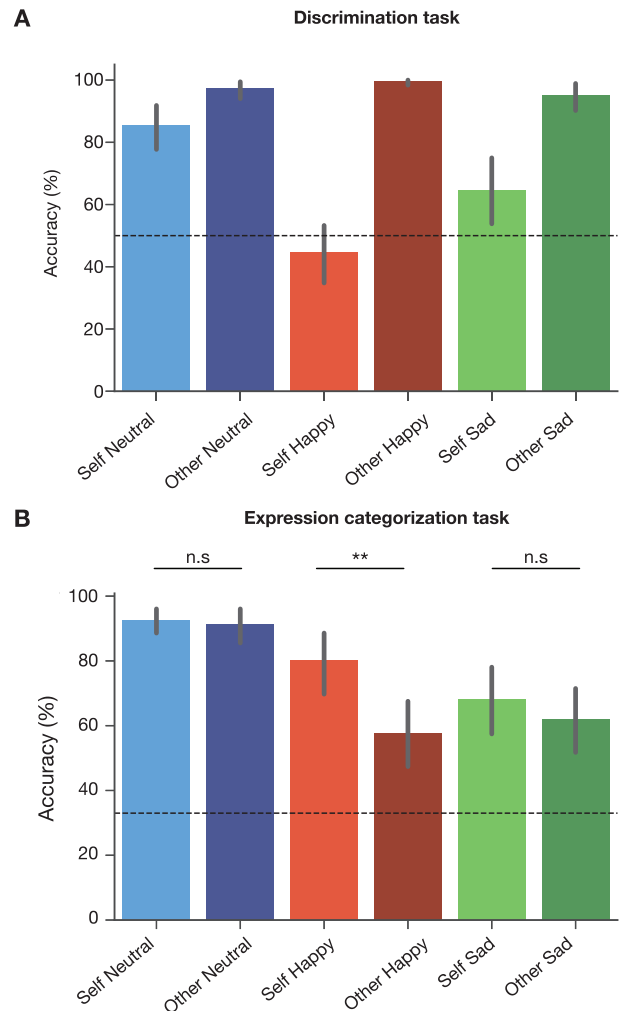 A
Discrimination task
Accuracy (%)
100
80
60
40
20
0
Self Neutral
Other Neutral
Self Happy
Other Happy
Self Sad
Other Sad
B
Expression categorization task
n.s
**
n.s
Accuracy (%)
100
80
60
40
20
0
Self Neutral
Other Neutral
Self Happy
Other Happy
Self Sad
Other Sad